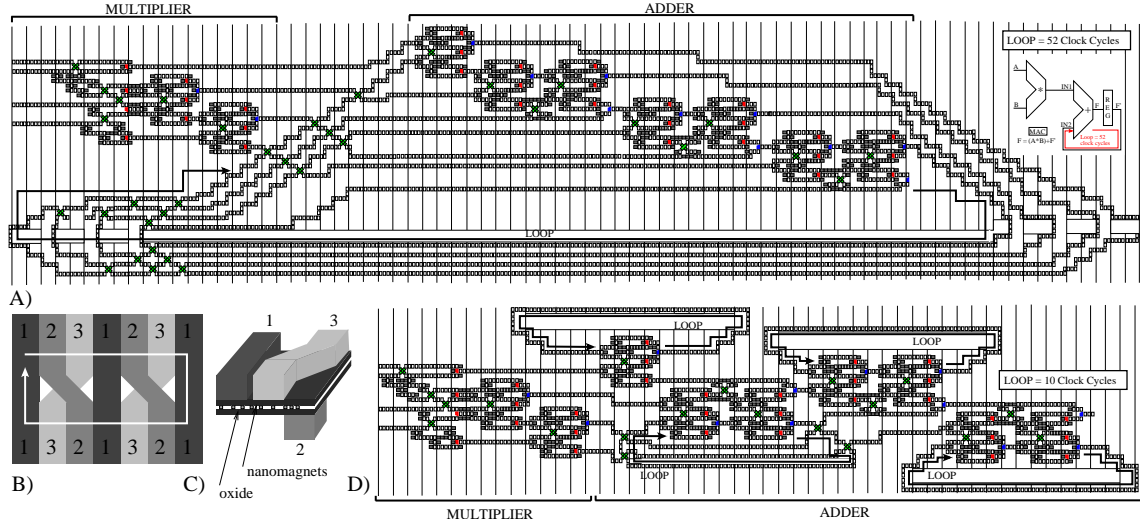 MULTIPLIER
ADDER
LOOP = 52 Clock Cycles
A
B
*
IN1
IN2
+
F
R
E
G
F'
MAC
F = (A*B)+F'
Loop = 52
clock cycles
LOOP
A)
1 2 3 1 2 3 1
1 3 2 1 3 2 1
B)
1
3
2
nanomagnets
oxide
C)
LOOP
LOOP
LOOP = 10 Clock Cycles
LOOP
LOOP
D)
MULTIPLIER
ADDER